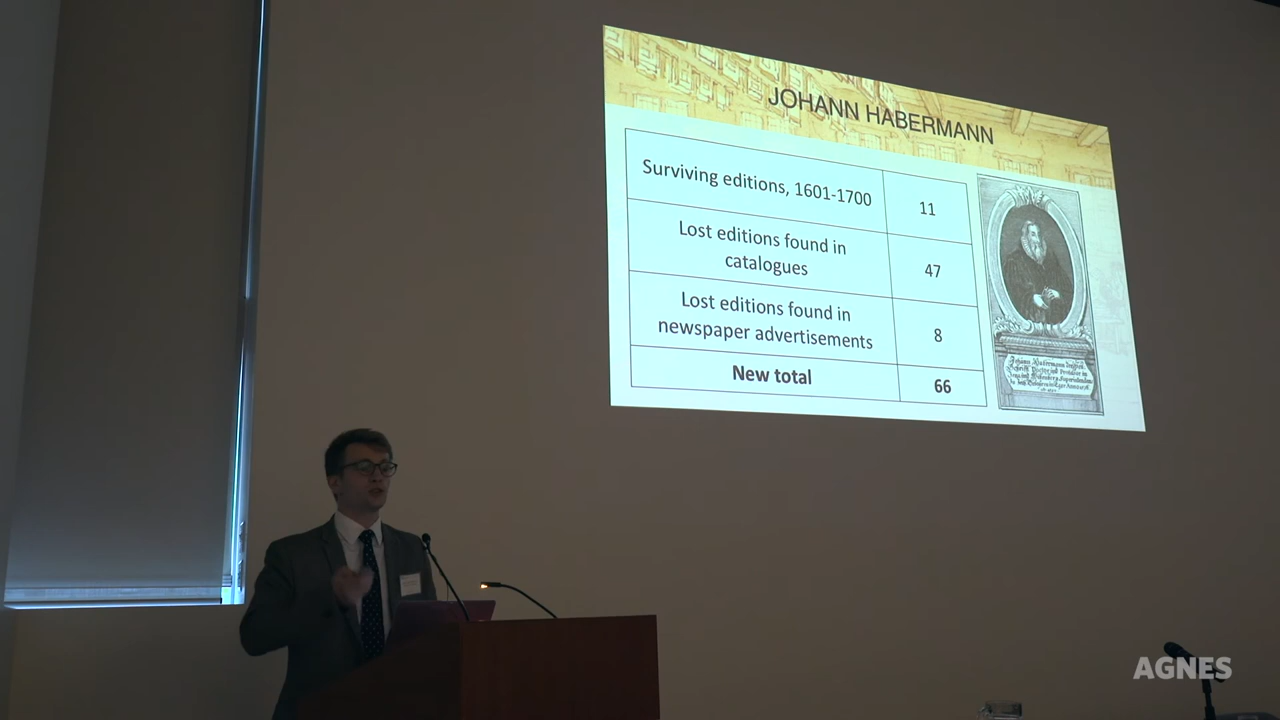 JOHANN HABERMANN
Surviving editions, 1601-1700
11
Lost editions found in
catalogues
47
Lost editions found in
newspaper advertisements
8
New total
66
AGNES